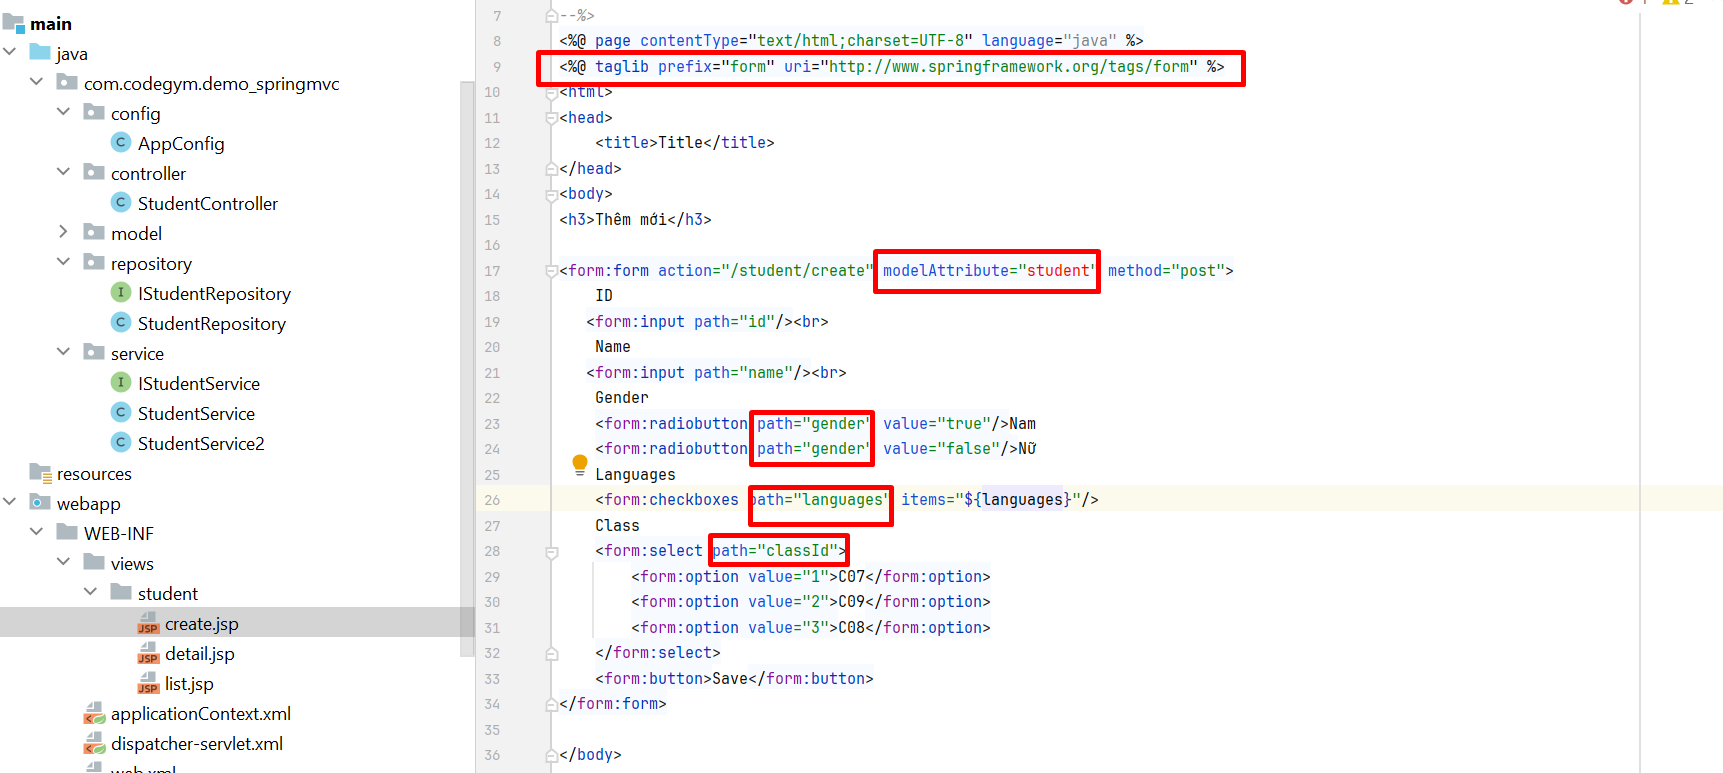 main
java
com.codegym.demo_springmvc
config
AppConfig
controller
StudentController
model
repository
IStudentRepository
StudentRepository
service
IStudentService
StudentService
StudentService2
resources
webapp
WEB-INF
views
student
create.jsp
detail.jsp
list.jsp
applicationContext.xml
dispatcher-servlet.xml
web.xml
7 --%>
8 <%@ page contentType="text/html;charset=UTF-8" language="java" %>
9 <%@ taglib prefix="form" uri="http://www.springframework.org/tags/form" %>
10 <html>
11 <head>
12 <title>Title</title>
13 </head>
14 <body>
15 <h3>Thêm mới</h3>
16
17 <form:form action="/student/create" modelAttribute="student" method="post">
18 ID
19 <form:input path="id"/><br>
20 Name
21 <form:input path="name"/><br>
22 Gender
23 <form:radiobutton path="gender" value="true"/>Nam
24 <form:radiobutton path="gender" value="false"/>Nữ
25 Languages
26 <form:checkboxes path="languages" items="${languages}"/>
27 Class
28 <form:select path="classId">
29 <form:option value="1">C07</form:option>
30 <form:option value="2">C09</form:option>
31 <form:option value="3">C08</form:option>
32 </form:select>
33 <form:button>Save</form:button>
34 </form:form>
35
36 </body>